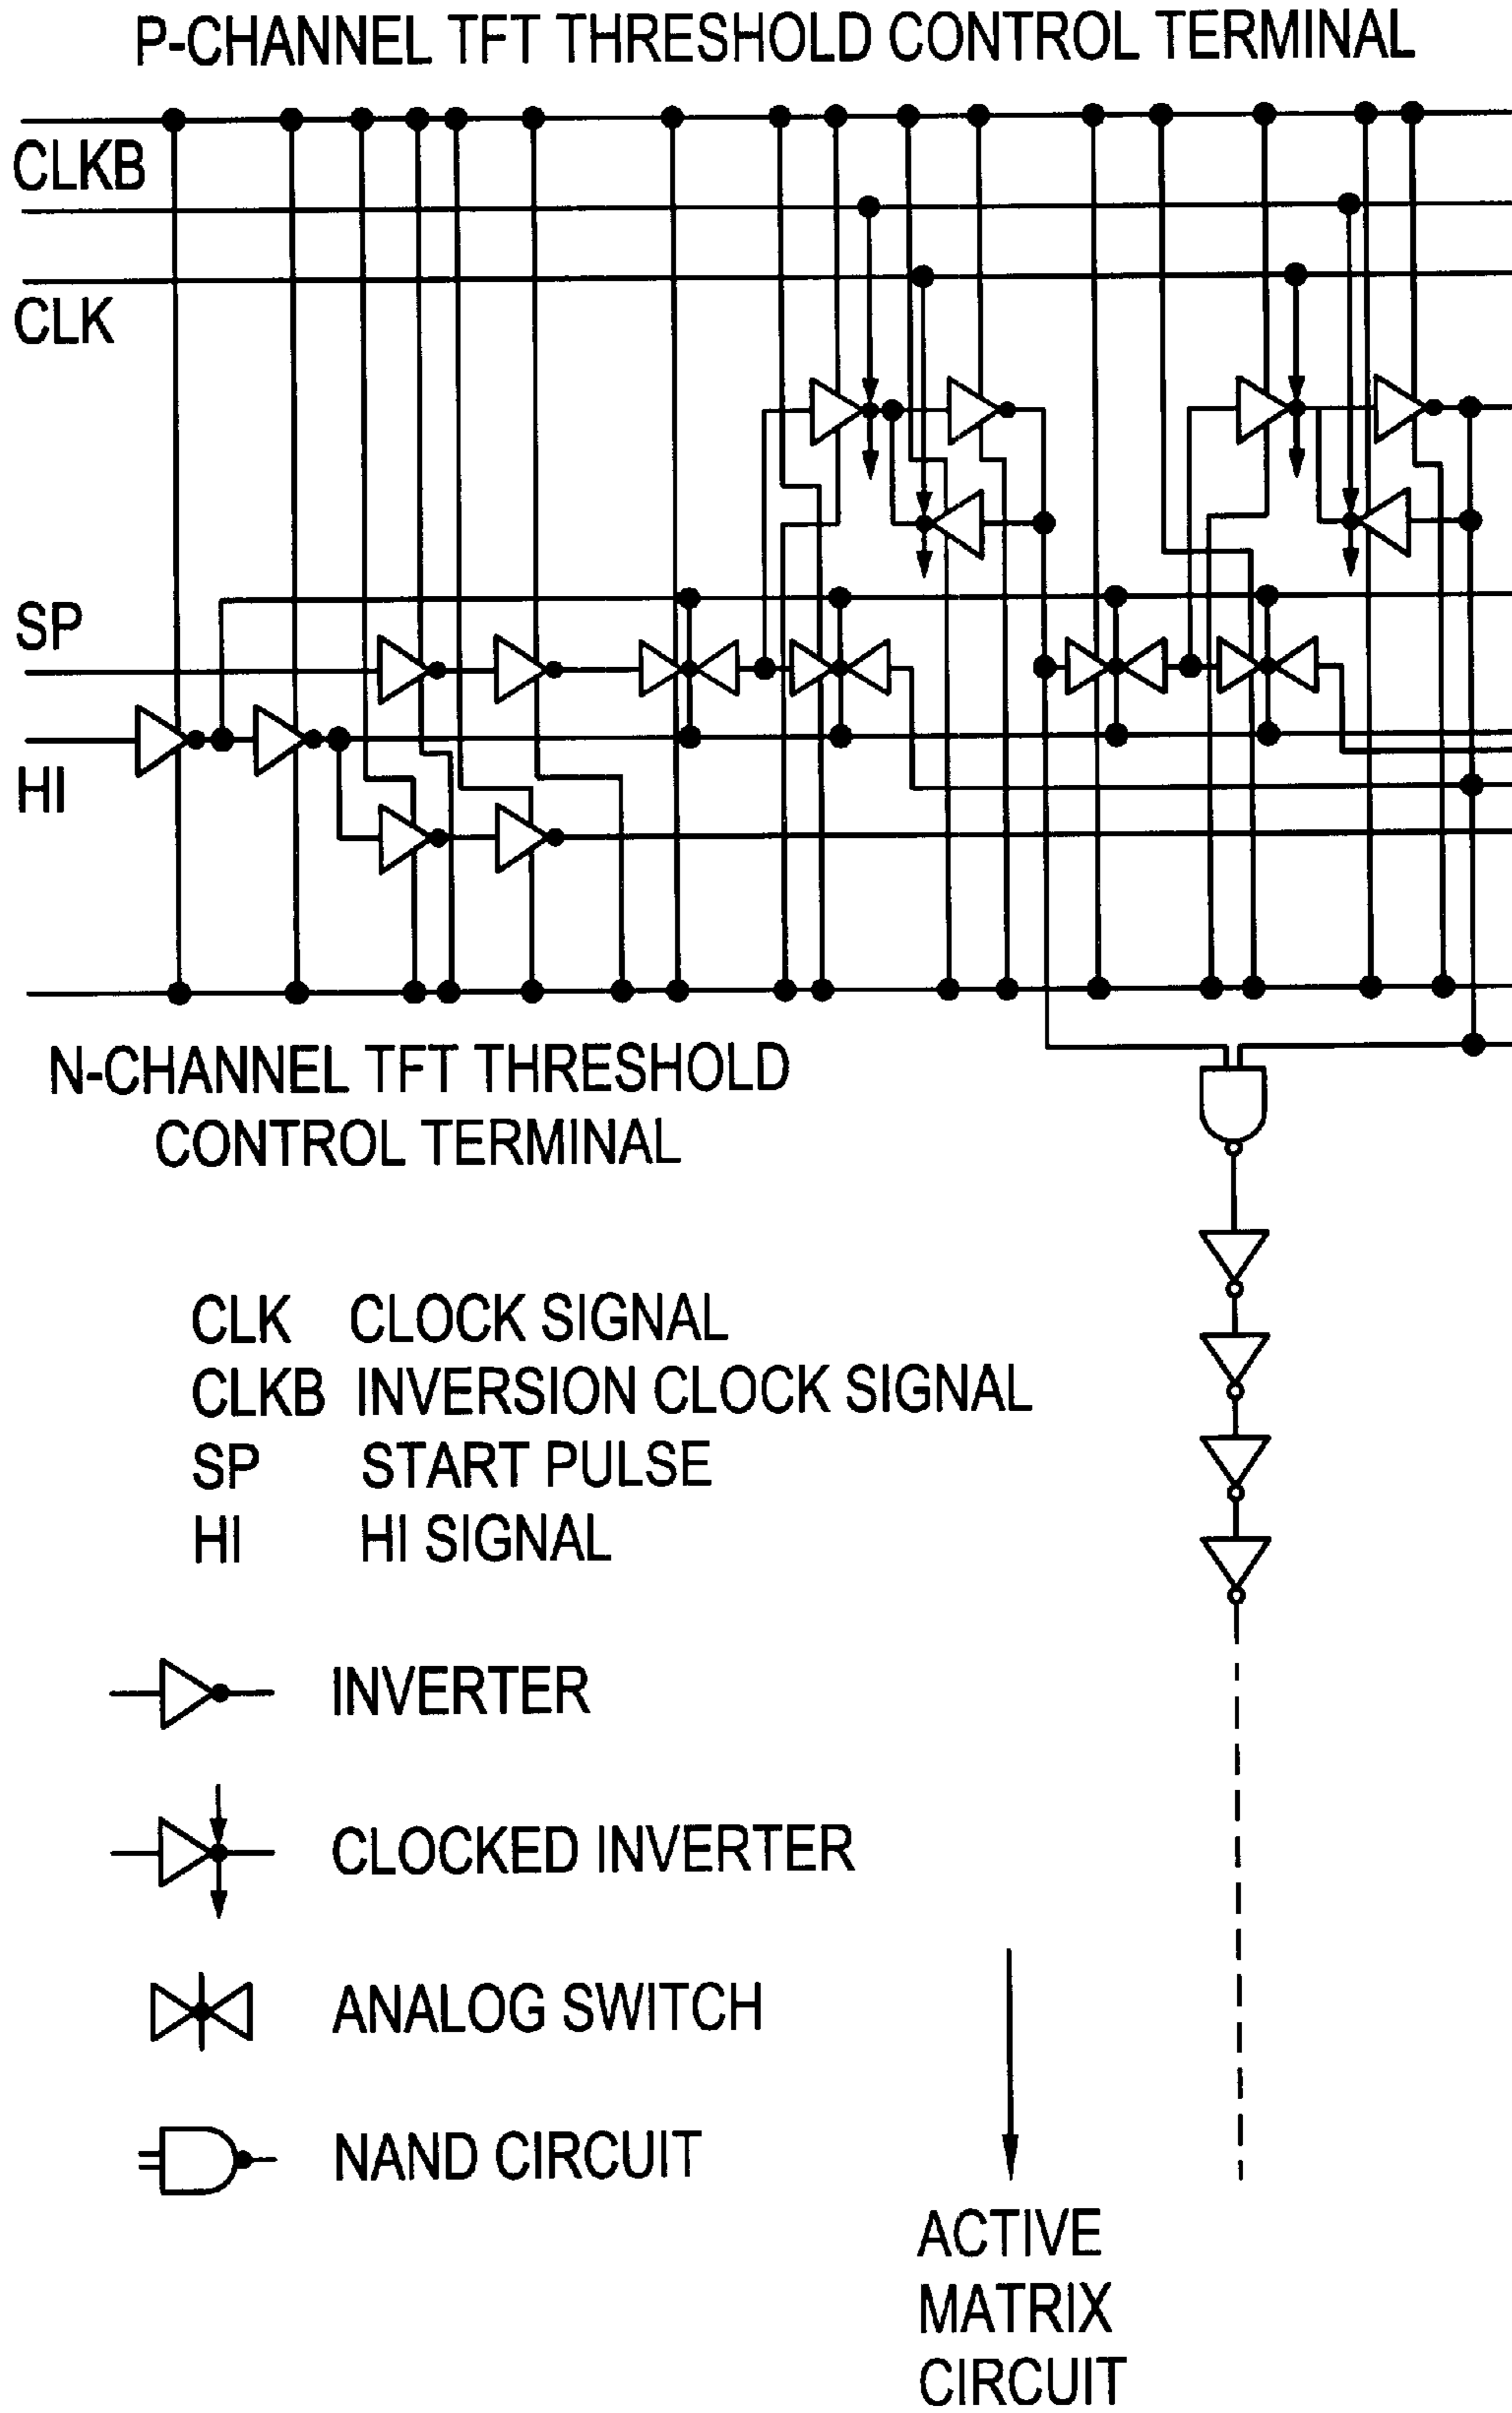 P-CHANNEL TFT THRESHOLD CONTROL TERMINAL
CLKB
CLK
SP
HI
N-CHANNEL TFT THRESHOLD
CONTROL TERMINAL
CLK CLOCK SIGNAL
CLKB INVERSION CLOCK SIGNAL
SP START PULSE
HI HI SIGNAL
INVERTER
CLOCKED INVERTER
ANALOG SWITCH
NAND CIRCUIT
ACTIVE
MATRIX
CIRCUIT